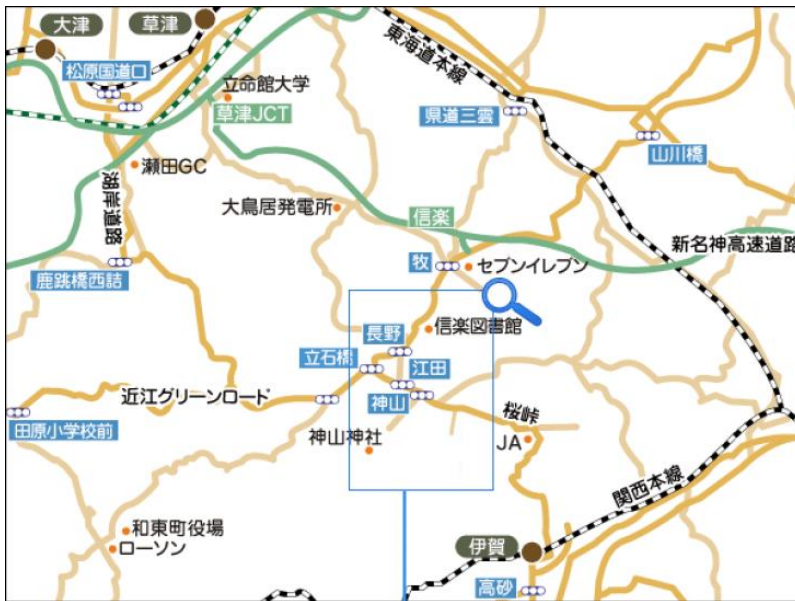 大津
草津
松原国道口
立命館大学
草津JCT
東海道本線
県道三雲
山川橋
瀬田GC
湖岸道路
大鳥居発電所
信楽
新名神高速道路
鹿跳橋西詰
牧
セブンイレブン
長野
信楽図書館
立石橋
江田
近江グリーンロード
神山
桜峠
田原小学校前
神山神社
JA
関西本線
和東町役場
ローソン
伊賀
高砂